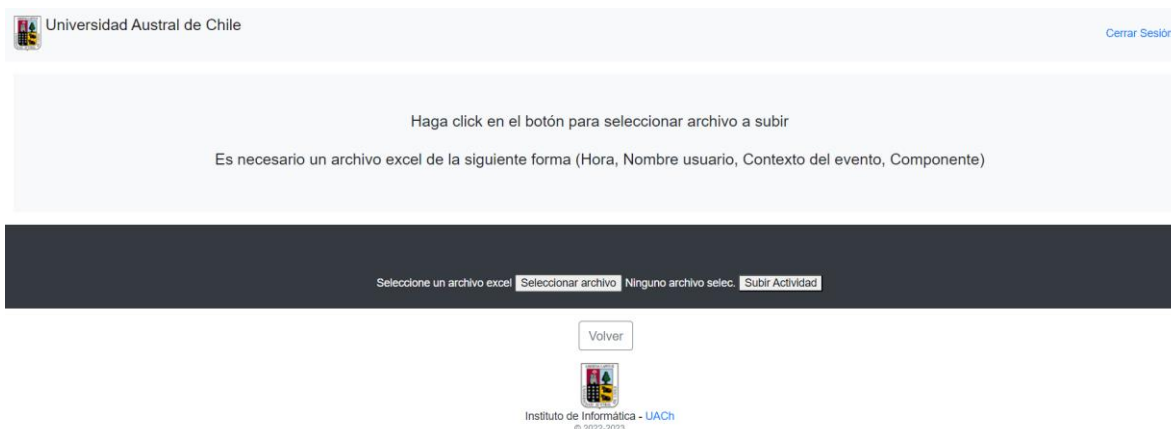 Universidad Austral de Chile
Cerrar Sesión
Haga click en el botón para seleccionar archivo a subir
Es necesario un archivo excel de la siguiente forma (Hora, Nombre usuario, Contexto del evento, Componente)
Seleccione un archivo excel Seleccionar archivo Ninguno archivo selec. Subir Actividad
Volver
Instituto de Informática - UACh
© 2022-2023